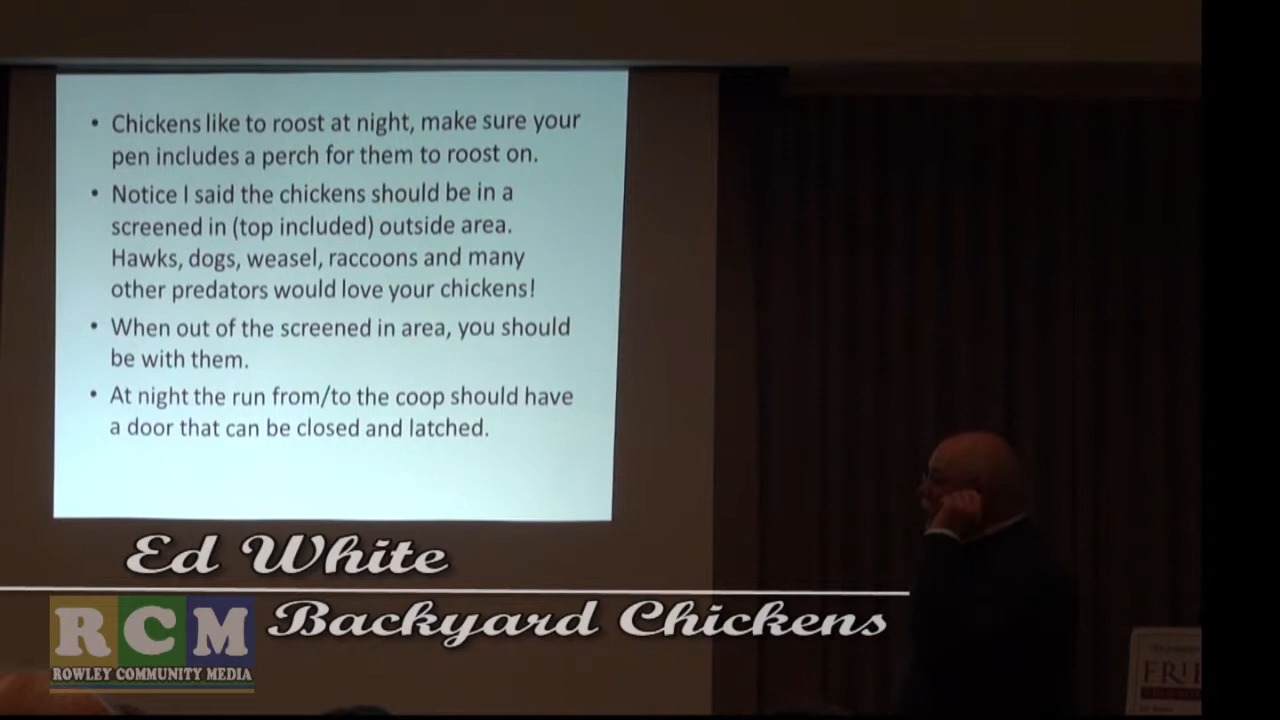 • Chickens like to roost at night, make sure your
pen includes a perch for them to roost on.
• Notice I said the chickens should be in a
screened in (top included) outside area.
Hawks, dogs, weasel, raccoons and many
other predators would love your chickens!
• When out of the screened in area, you should
be with them.
• At night the run from/to the coop should have
a door that can be closed and latched.
Ed White
Backyard Chickens
RCM
ROWLEY COMMUNITY MEDIA